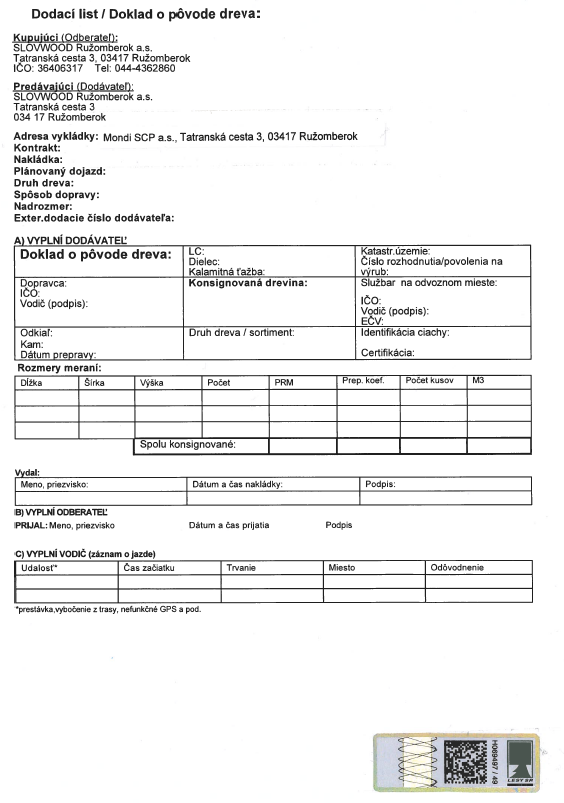 Dodací list / Doklad o pôvode dreva:
Kupujúci (Odberateľ):
SLOVWOOD Ružomberok a.s.
Tatranská cesta 3, 03417 Ružomberok
IČO: 36406317 Tel: 044-4362860
Predávajúci (Dodávateľ):
SLOVWOOD Ružomberok a.s.
Tatranská cesta 3
034 17 Ružomberok
Adresa vykládky: Mondi SCP a.s., Tatranská cesta 3, 03417 Ružomberok
Kontrakt:
Nakládka:
Plánovaný dojazd:
Druh dreva:
Spôsob dopravy:
Nadrozmer:
Exter.dodacie číslo dodávateľa:
A) VYPLNÍ DODÁVATEĽ
Doklad o pôvode dreva:
LC:
Dielec:
Kalamitná ťažba:
Katastr.územie:
Číslo rozhodnutia/povolenia na
výrub:
Dopravca:
IČO:
Vodič (podpis):
Konsignovaná drevina:
Služba na odvoznom mieste:
IČO:
Vodič (podpis):
EČV:
Odkiaľ:
Kam:
Dátum prepravy:
Druh dreva / sortiment:
Identifikácia ciachy:
Certifikácia:
Rozmery meraní:
Dĺžka Šírka Výška Počet PRM Prep. koef. Počet kusov M3
Spolu konsignované:
Vydal:
Meno, priezvisko: Dátum a čas nakládky: Podpis:
B) VYPLNÍ ODBERATEĽ
PRIJAL: Meno, priezvisko Dátum a čas prijatia Podpis
C) VYPLNÍ VODIČ (záznam o jazde)
Udalosť* Čas začiatku Trvanie Miesto Odôvodnenie
*prestávka,vybočenie z trasy, nefunkčné GPS a pod.
H069497 / 49
LESY SR